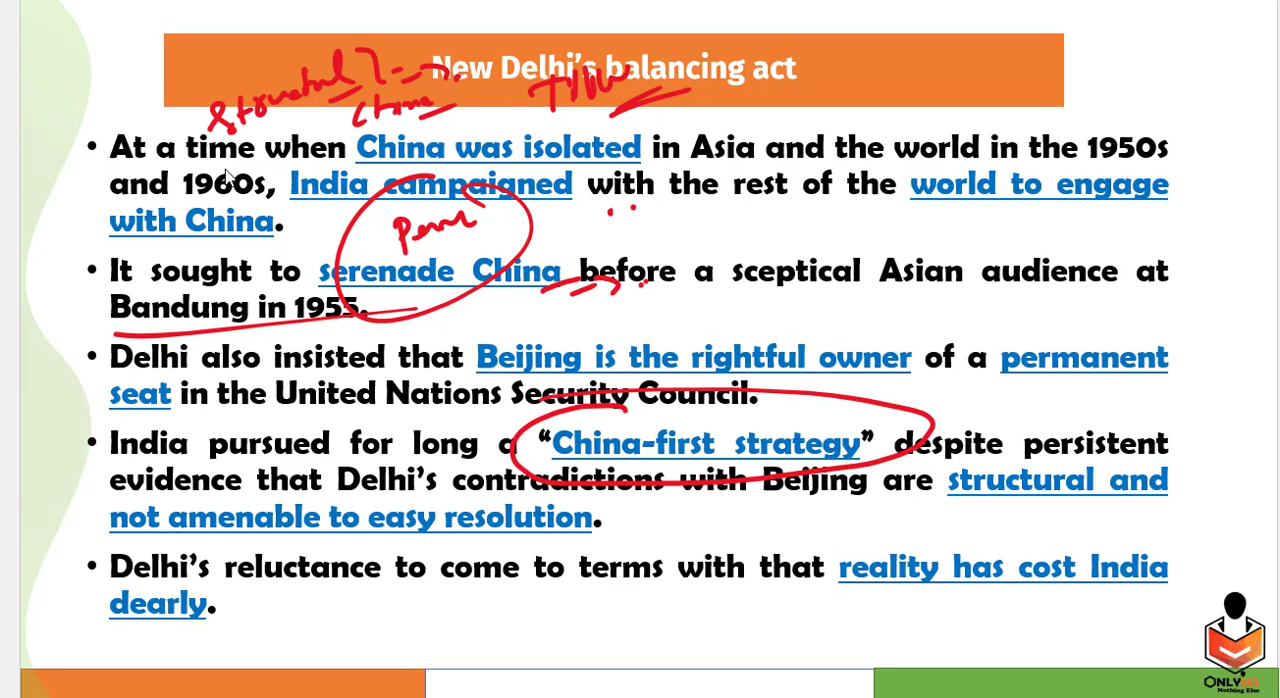 New Delhi's balancing act
Structural
China
• At a time when China was isolated in Asia and the world in the 1950s
and 1960s, India campaigned with the rest of the world to engage
with China.
• It sought to serenade China before a sceptical Asian audience at
Bandung in 1955.
• Delhi also insisted that Beijing is the rightful owner of a permanent
seat in the United Nations Security Council.
• India pursued for long a “China-first strategy” despite persistent
evidence that Delhi’s contradictions with Beijing are structural and
not amenable to easy resolution.
• Delhi’s reluctance to come to terms with that reality has cost India
dearly.
Nothing Else